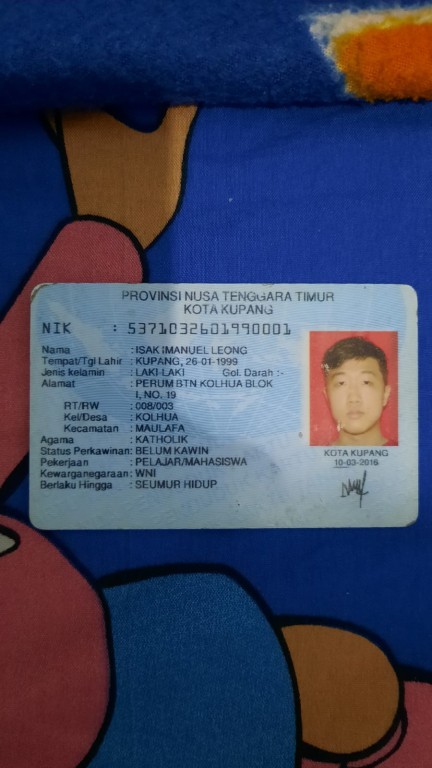 PROVINSI NUSA TENGGARA TIMUR
KOTA KUPANG
NIK : 5371032601990001
Nama : ISAK IMANUEL LEONG
Tempat/Tgl Lahir : KUPANG, 26-01-1999
Jenis kelamin : LAKI-LAKI Gol. Darah :-
Alamat : PERUM BTN KOLHUA BLOK
I, NO. 19
RT/RW : 008/003
Kel/Desa : KOLHUA
Kecamatan : MAULAFA
Agama : KATHOLIK
Status Perkawinan: BELUM KAWIN
Pekerjaan : PELAJAR/MAHASISWA
Kewarganegaraan: WNI
Berlaku Hingga : SEUMUR HIDUP
KOTA KUPANG
10-03-2016